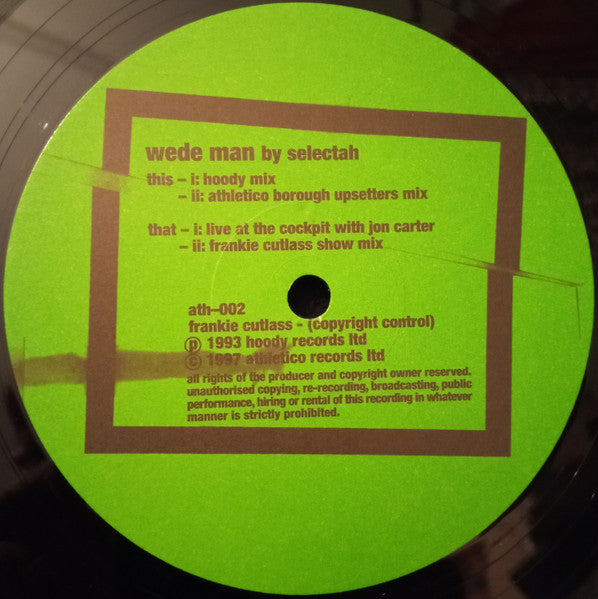 wede man by selectah
this – i: hoody mix
– ii: athletico borough upsetters mix
that – i: live at the cockpit with jon carter
– ii: frankie cutlass show mix
ath–002
frankie cutlass - (copyright control)
℗ 1993 hoody records ltd
© 1997 athletico records ltd
all rights of the producer and copyright owner reserved.
unauthorised copying, re-recording, broadcasting, public
performance, hiring or rental of this recording in whatever
manner is strictly prohibited.